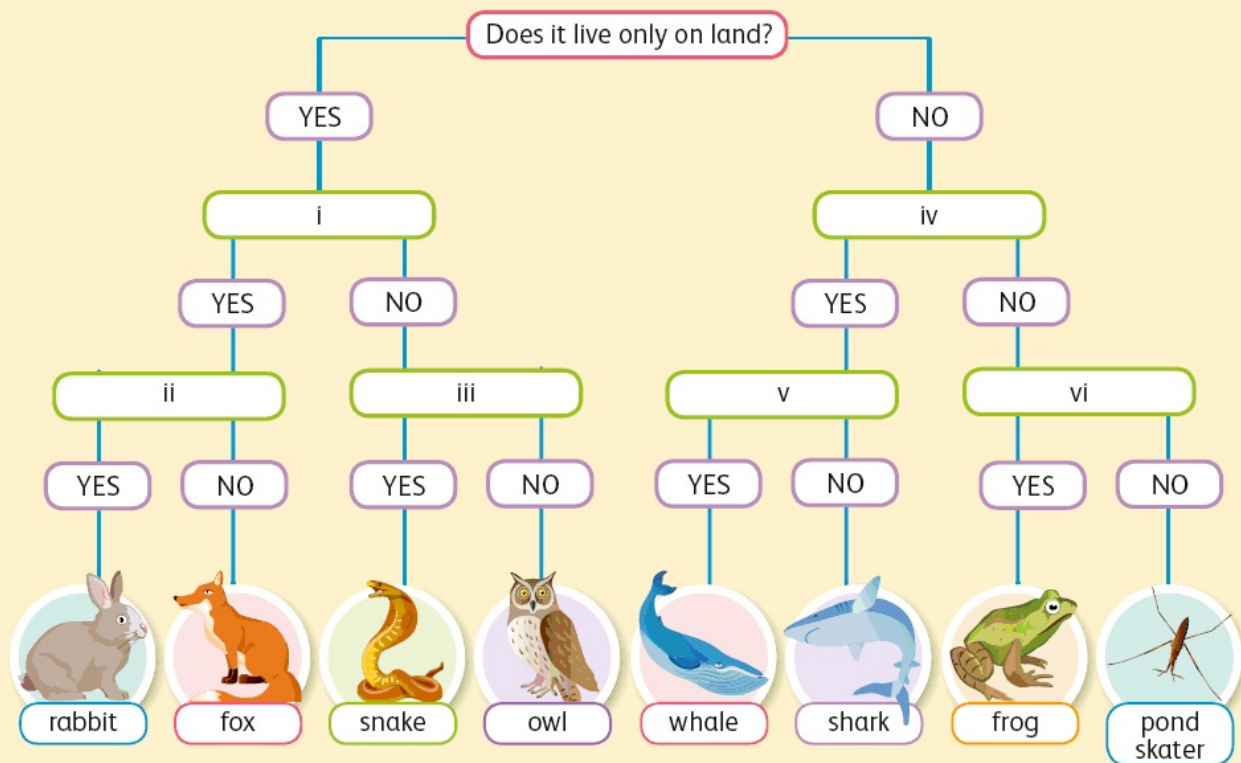 Does it live only on land?
YES
NO
i
iv
YES
NO
YES
NO
ii
iii
v
vi
YES
NO
YES
NO
YES
NO
YES
NO
rabbit
fox
snake
owl
whale
shark
frog
pond
skater